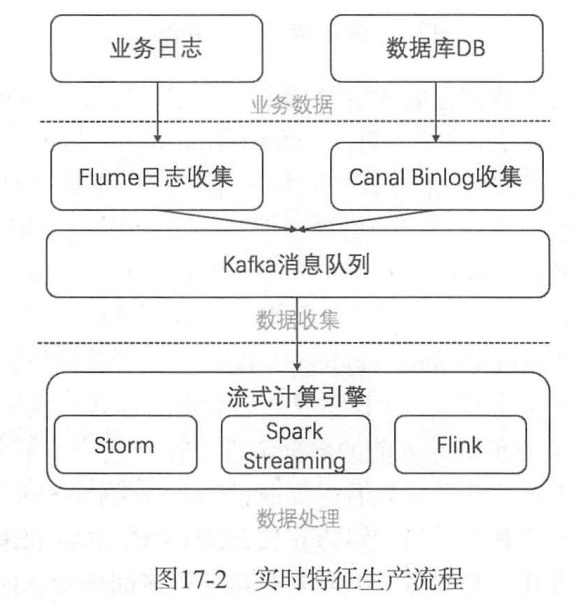 业务日志
数据库DB
业务数据
Flume日志收集
Canal Binlog收集
Kafka消息队列
数据收集
流式计算引擎
Storm
Spark
Streaming
Flink
数据处理
图17-2 实时特征生产流程